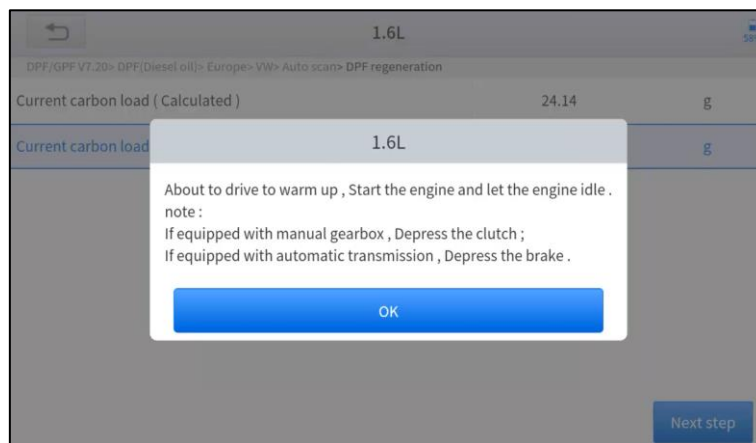 1.6L
DPF/GPF V7.20> DPF(Diesel oil)> Europe> VW> Auto scan> DPF regeneration
Current carbon load ( Calculated ) 24.14 g
Current carbon load g
1.6L
About to drive to warm up , Start the engine and let the engine idle .
note :
If equipped with manual gearbox , Depress the clutch ;
If equipped with automatic transmission , Depress the brake .
OK
Next step